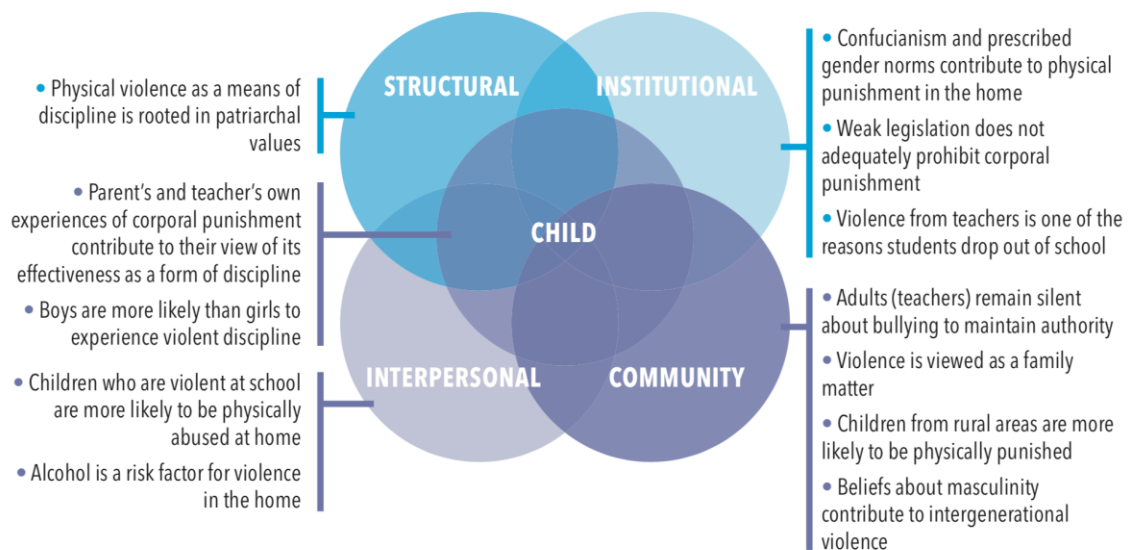 STRUCTURAL
INSTITUTIONAL
CHILD
INTERPERSONAL
COMMUNITY
• Physical violence as a means of
discipline is rooted in patriarchal
values
• Parent's and teacher's own
experiences of corporal punishment
contribute to their view of its
effectiveness as a form of discipline
• Boys are more likely than girls to
experience violent discipline
• Children who are violent at school
are more likely to be physically
abused at home
• Alcohol is a risk factor for violence
in the home
• Confucianism and prescribed
gender norms contribute to physical
punishment in the home
• Weak legislation does not
adequately prohibit corporal
punishment
• Violence from teachers is one of the
reasons students drop out of school
• Adults (teachers) remain silent
about bullying to maintain authority
• Violence is viewed as a family
matter
• Children from rural areas are more
likely to be physically punished
• Beliefs about masculinity
contribute to intergenerational
violence